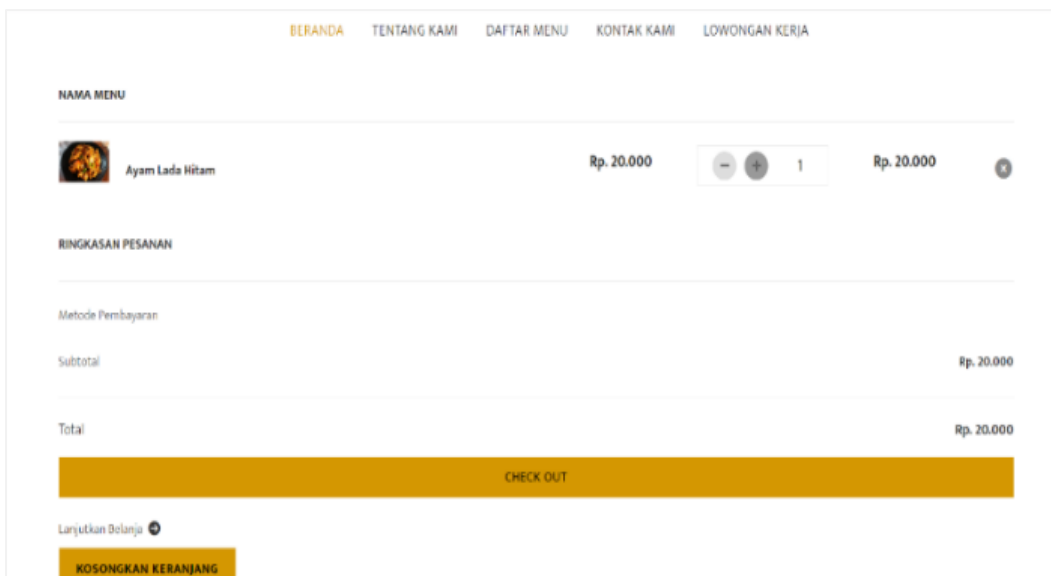 BERANDA TENTANG KAMI DAFTAR MENU KONTAK KAMI LOWONGAN KERJA
NAMA MENU
Ayam Lada Hitam Rp. 20.000 − + 1 Rp. 20.000 x
RINGKASAN PESANAN
Metode Pembayaran
Subtotal Rp. 20.000
Total Rp. 20.000
CHECK OUT
Lanjutkan Belanja
KOSONGKAN KERANJANG